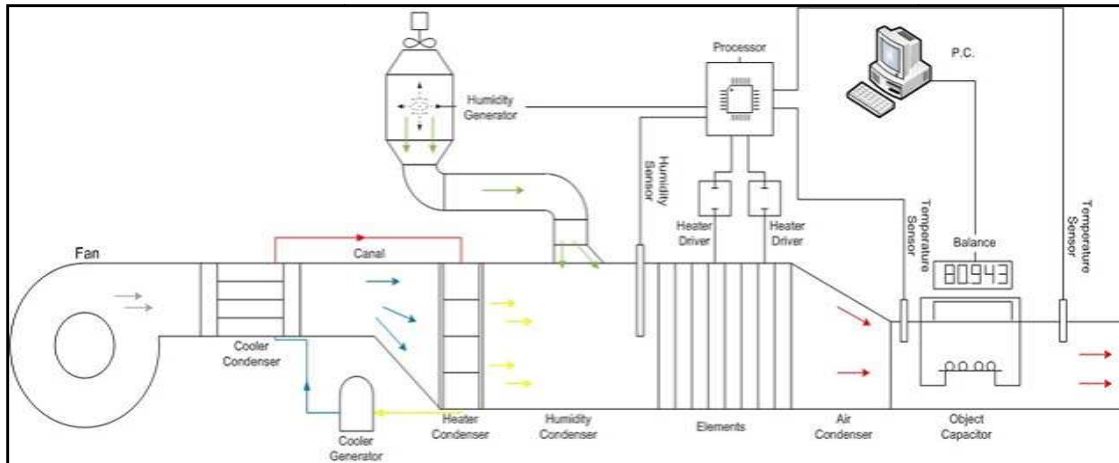 Processor
P.C.
Humidity
Generator
Humidity
Sensor
Heater
Driver
Heater
Driver
Temperature
Sensor
Temperature
Sensor
Balance
80943
Fan
Canal
Cooler
Condenser
Cooler
Generator
Heater
Condenser
Humidity
Condenser
Elements
Air
Condenser
Object
Capacitor